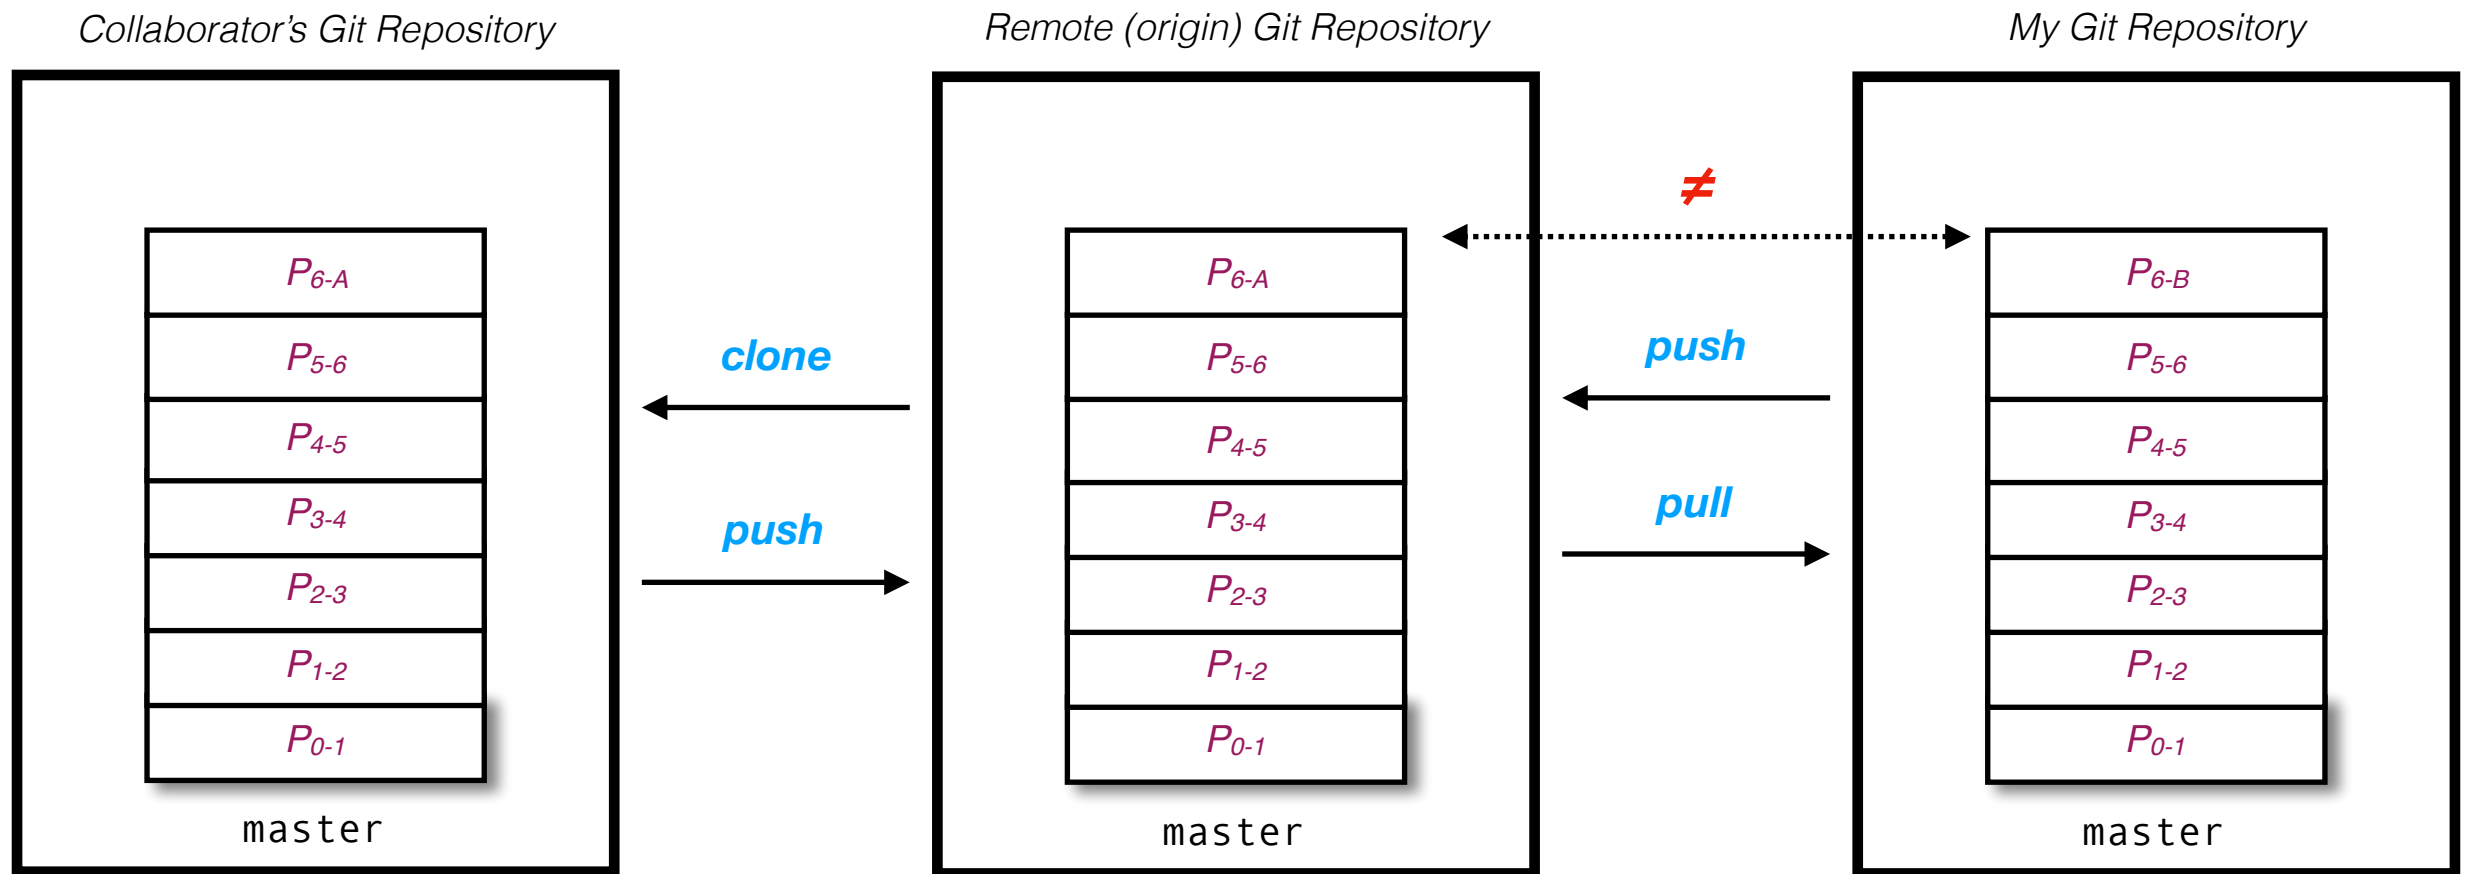 Collaborator’s Git Repository
Remote (origin) Git Repository
My Git Repository
≠
P6-A
P6-A
P6-B
clone
push
P5-6
P5-6
P5-6
P4-5
P4-5
P4-5
push
pull
P3-4
P3-4
P3-4
P2-3
P2-3
P2-3
P1-2
P1-2
P1-2
P0-1
P0-1
P0-1
master
master
master